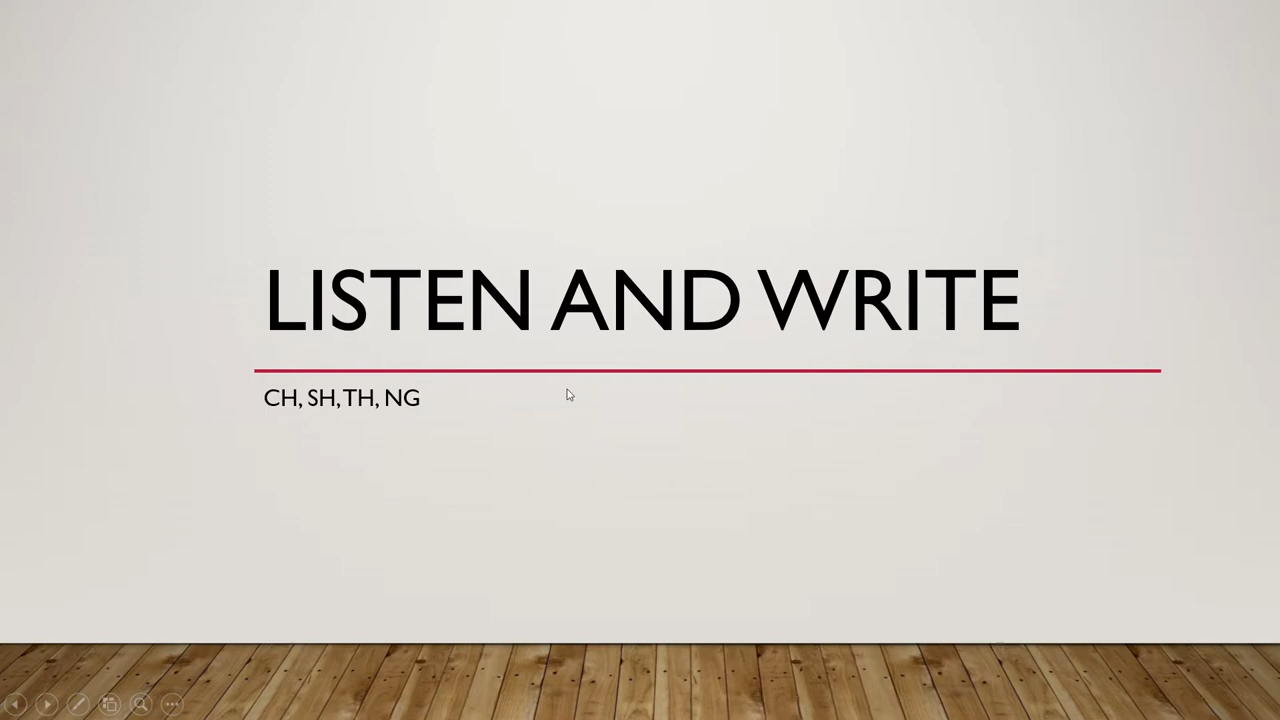 LISTEN AND WRITE
CH, SH, TH, NG